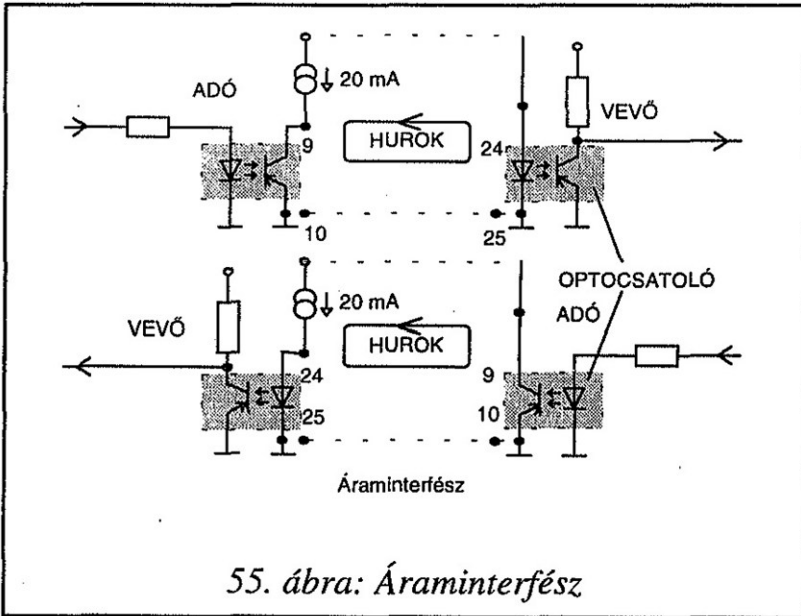 ADÓ
20 mA
9
HUROK
24
VEVŐ
10
25
OPTOCSATOLÓ
VEVŐ
20 mA
24
HUROK
25
9
ADÓ
10
Áraminterfész
55. ábra: Áraminterfész